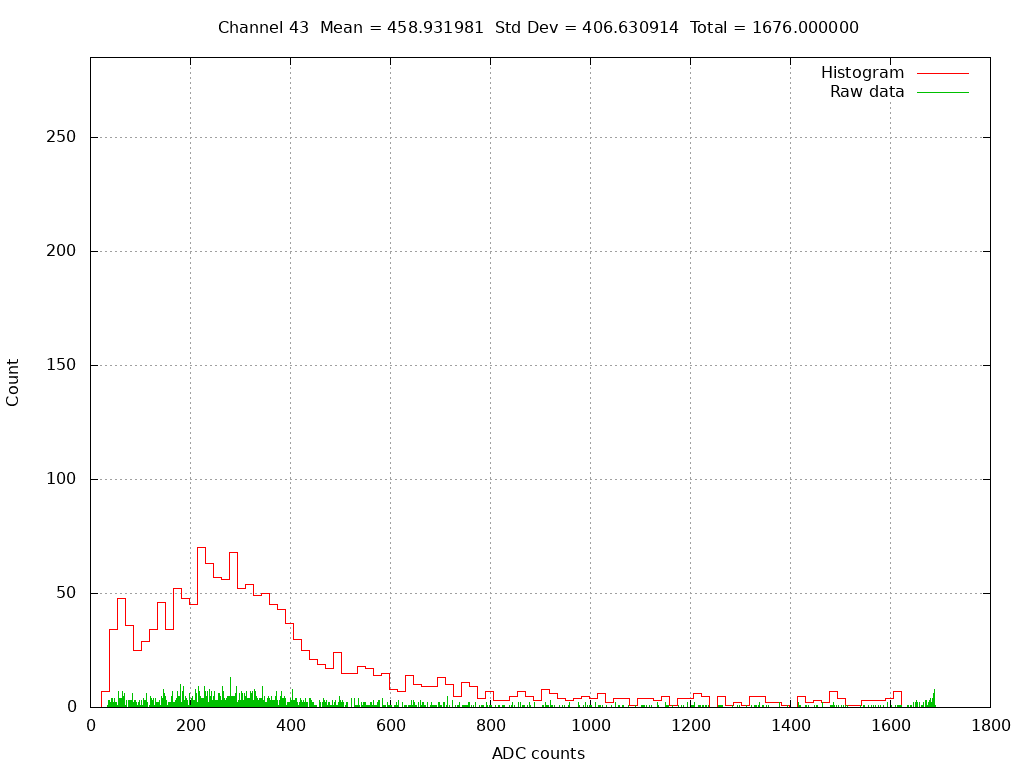 Channel 43  Mean = 458.931981  Std Dev = 406.630914  Total = 1676.000000
Histogram
Raw data
250
200
150
100
50
0
Count
0 200 400 600 800 1000 1200 1400 1600 1800
ADC counts